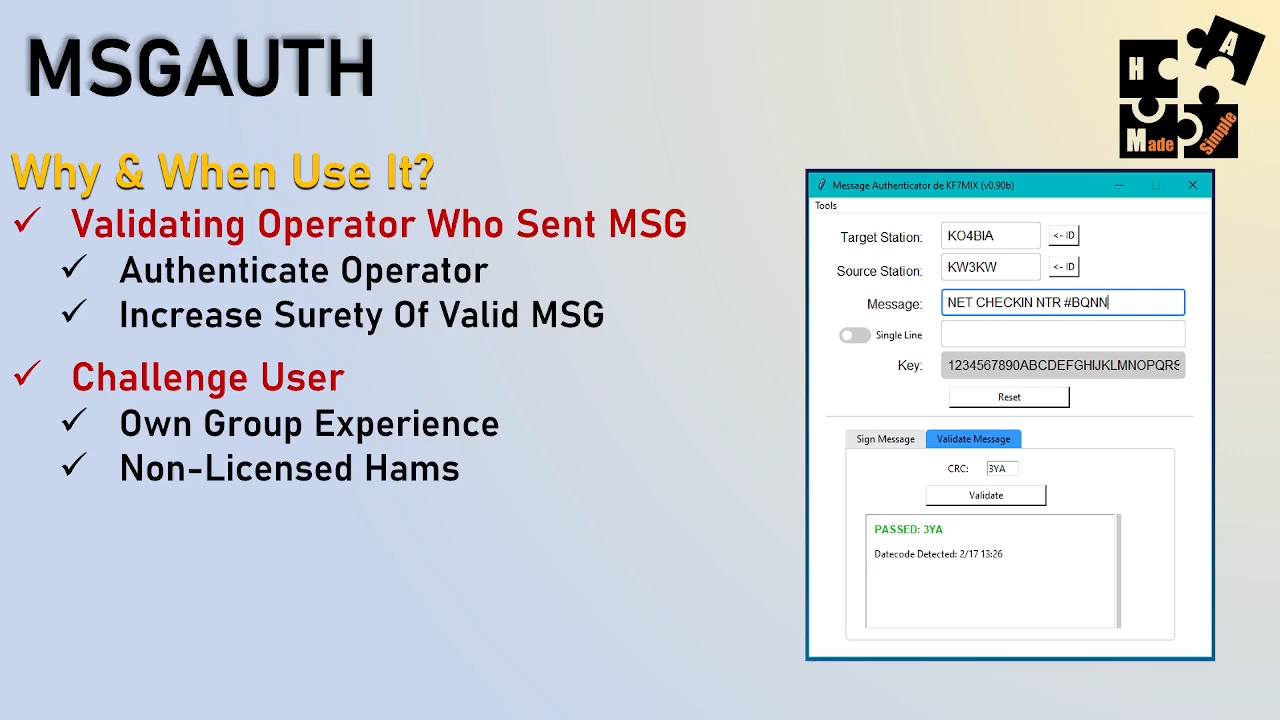 MSGAUTH
H A
Made Simple
Why & When Use It?
Validating Operator Who Sent MSG
Authenticate Operator
Increase Surety Of Valid MSG
Challenge User
Own Group Experience
Non-Licensed Hams
Message Authenticator de KF7MIX (v0.90b)
Tools
Target Station: KO4BIA <- ID
Source Station: KW3KW <- ID
Message: NET CHECKIN NTR #BQNN
Single Line
Key: 1234567890ABCDEFGHIJKLMNOPQRS
Reset
Sign Message Validate Message
CRC: 3YA
Validate
PASSED: 3YA
Datecode Detected: 2/17 13:26